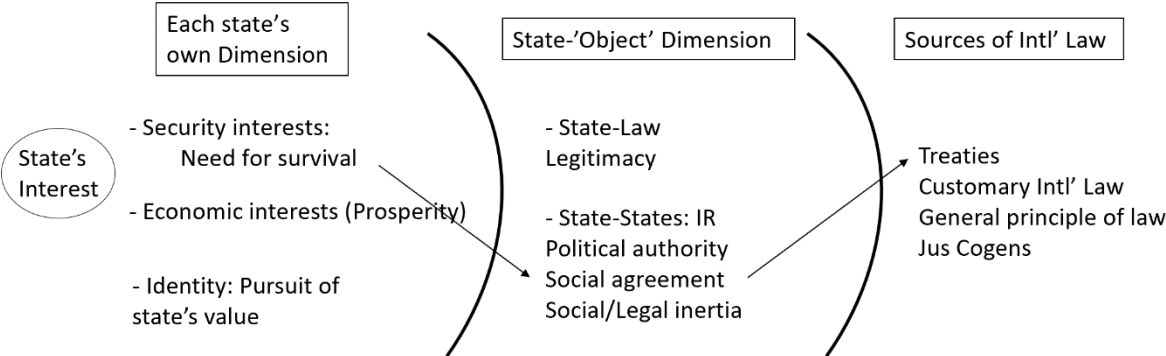 Each state's
own Dimension
State-'Object' Dimension
Sources of Intl' Law
State's
Interest
- Security interests:
Need for survival
- Economic interests (Prosperity)
- Identity: Pursuit of
state's value
- State-Law
Legitimacy
- State-States: IR
Political authority
Social agreement
Social/Legal inertia
Treaties
Customary Intl' Law
General principle of law
Jus Cogens